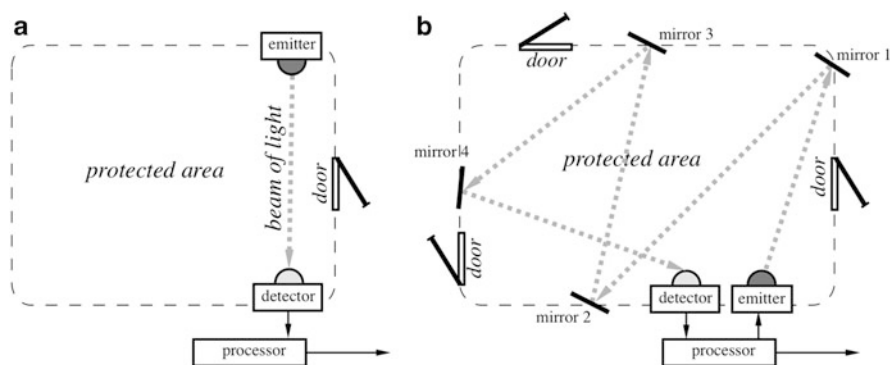 a
emitter
beam of light
protected area
door
detector
processor
b
door
mirror 3
mirror 1
mirror 4
protected area
door
door
mirror 2
detector
emitter
processor